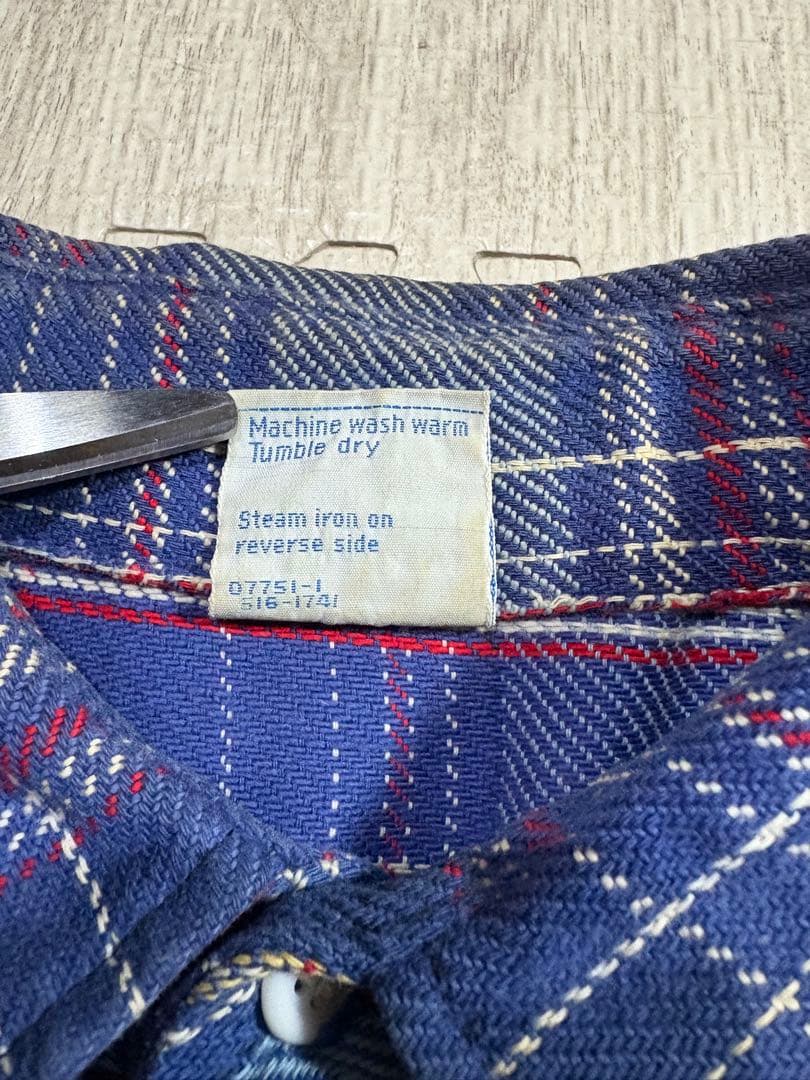 Machine wash warm
Tumble dry
Steam iron on
reverse side
07751-1
516-1741